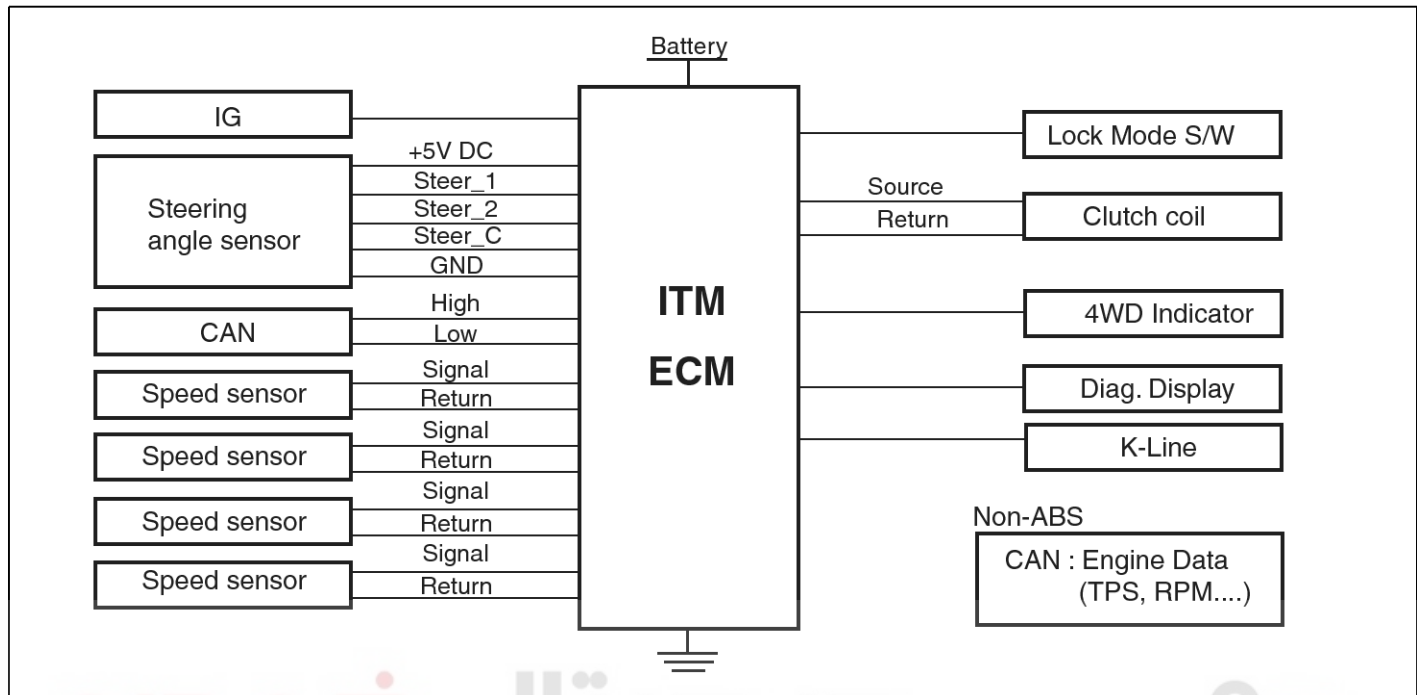 Battery
IG
+5V DC
Steer_1
Steer_2
Steer_C
GND
Steering
angle sensor
High
Low
CAN
Signal
Return
Speed sensor
Signal
Return
Speed sensor
Signal
Return
Speed sensor
Signal
Return
Speed sensor
ITM
ECM
Lock Mode S/W
Source
Return
Clutch coil
4WD Indicator
Diag. Display
K-Line
Non-ABS
CAN : Engine Data
(TPS, RPM....)